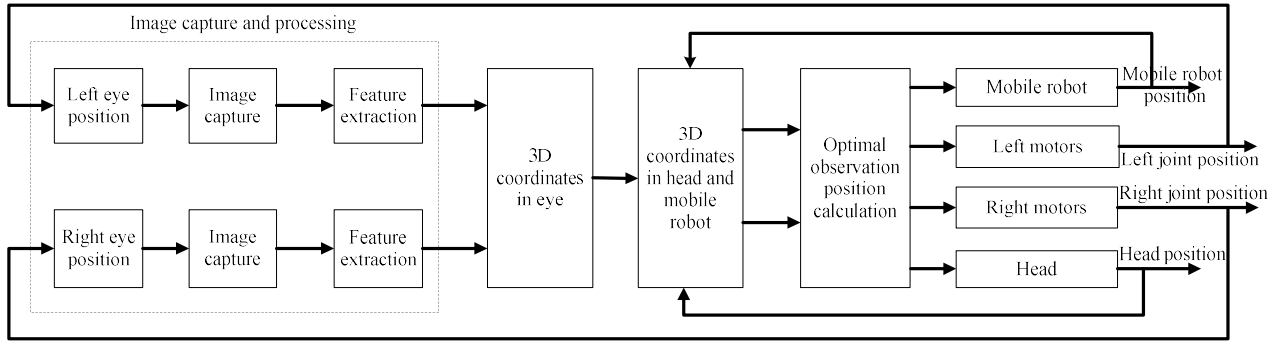 Image capture and processing
Left eye
position
Image
capture
Feature
extraction
Right eye
position
Image
capture
Feature
extraction
3D
coordinates
in eye
3D
coordinates
in head and
mobile
robot
Optimal
observation
position
calculation
Mobile robot
Left motors
Right motors
Head
Mobile robot
position
Left joint position
Right joint position
Head position